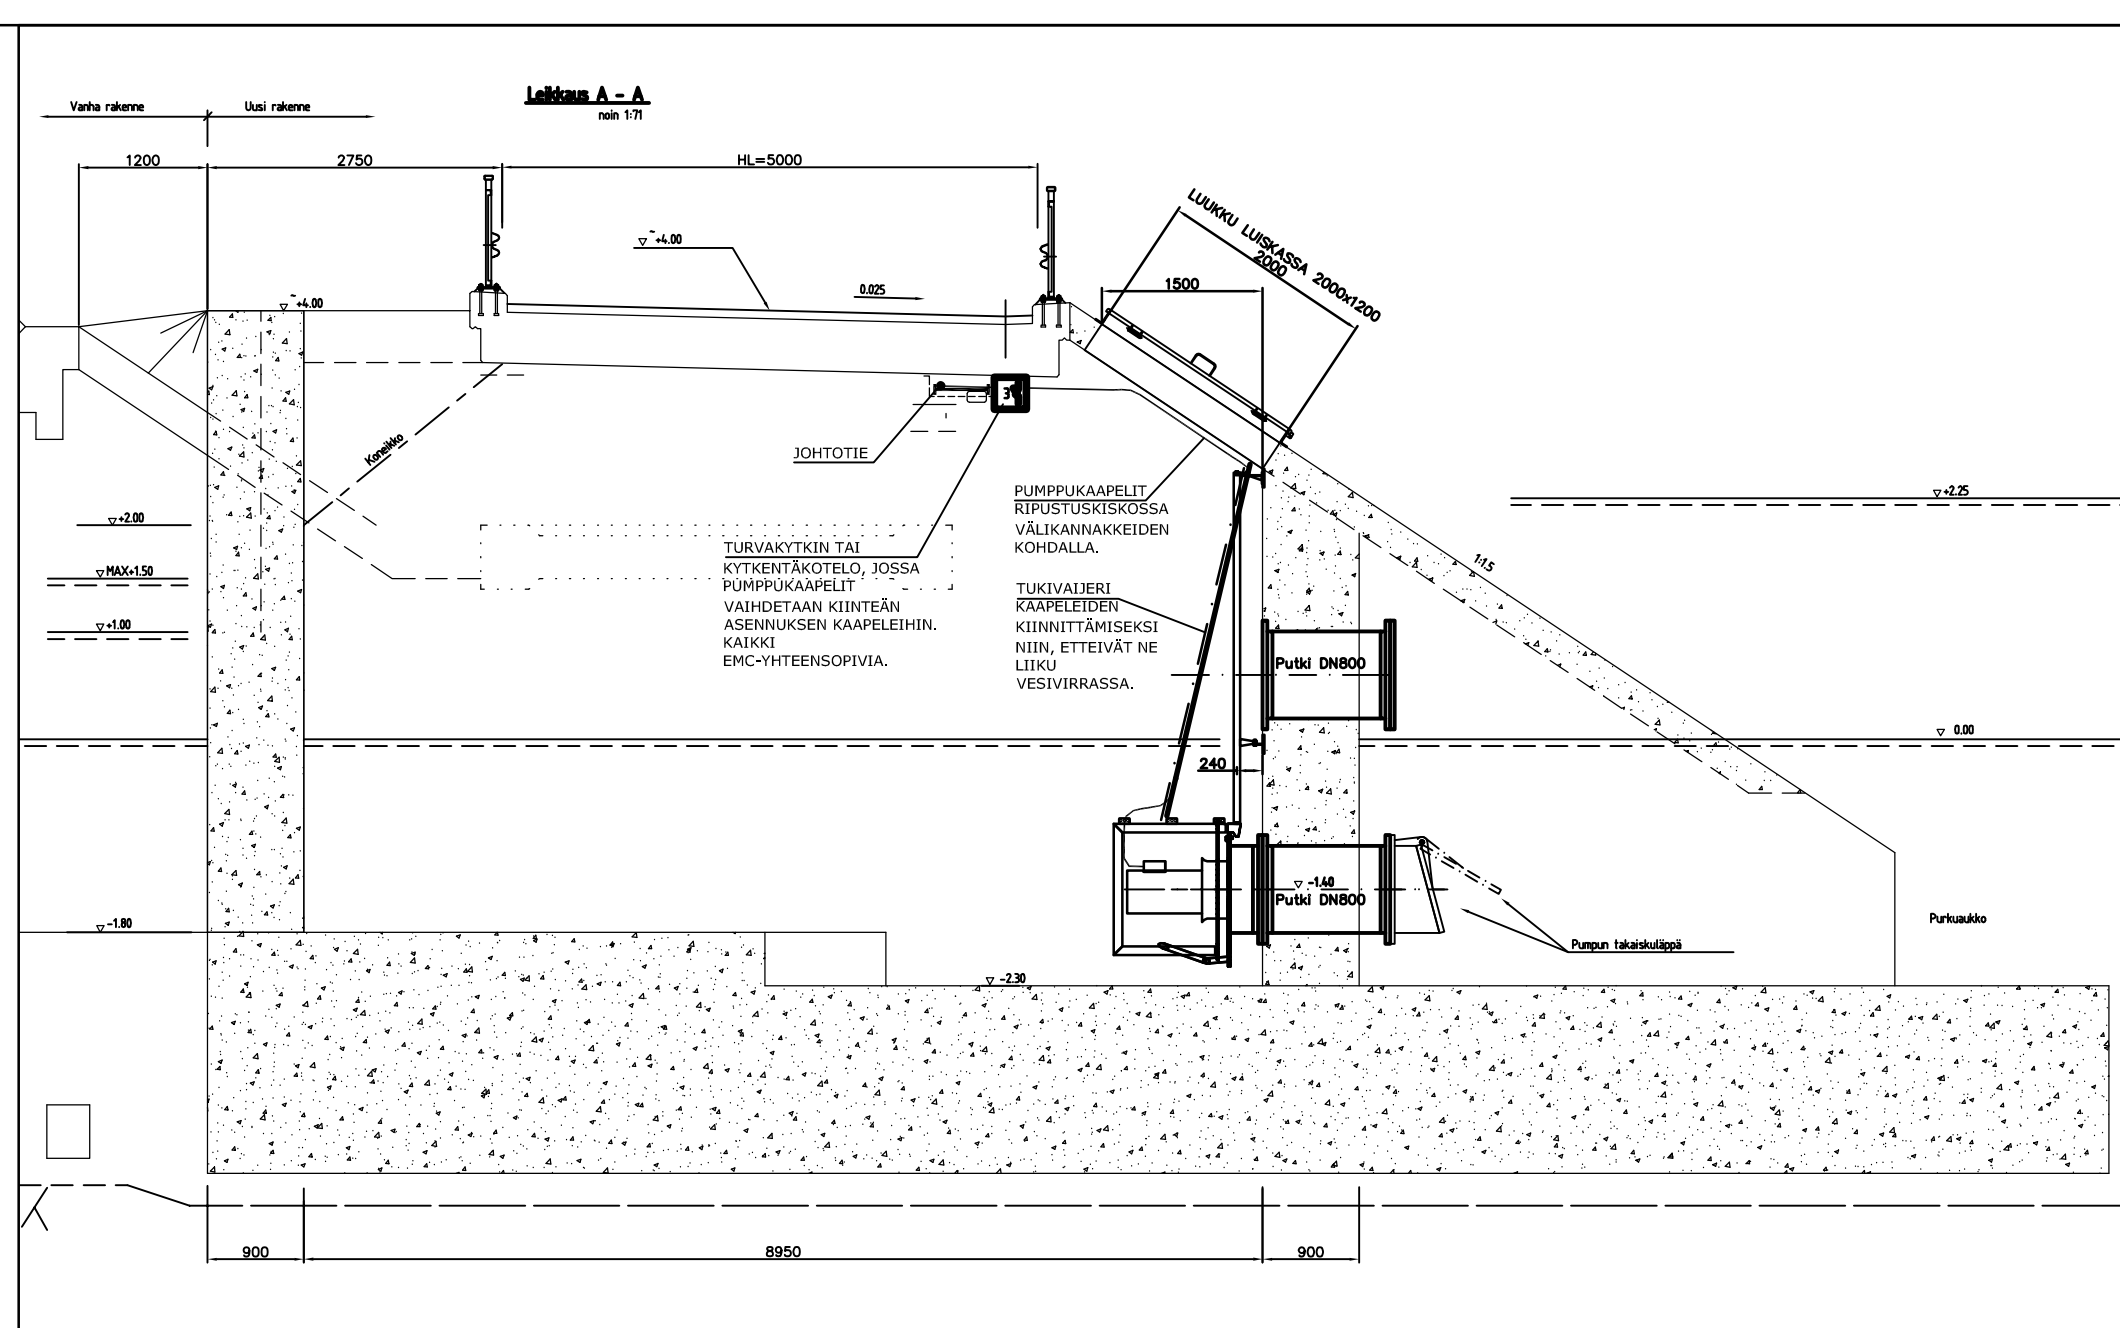 Leikkaus A - A
noin 1:71
Vanha rakenne
Uusi rakenne
1200
2750
HL=5000
LUUKKU LUISKASSA 2000x1200
2000
1500
~+4.00
0.025
~+4.00
3~
Koneikko
JOHTOTIE
PUMPPUKAAPELIT
RIPUSTUSKISKOSSA
VÄLIKANNAKKEIDEN
KOHDALLA.
+2.25
+2.00
TURVAKYTKIN TAI
KYTKENTÄKOTELO, JOSSA
PUMPPUKAAPELIT
VAIHDETAAN KIINTEÄN
ASENNUKSEN KAAPELEIHIN.
KAIKKI
EMC-YHTEENSOPIVIA.
1:1.5
MAX+1.50
TUKIVAIJERI
KAAPELEIDEN
KIINNITTÄMISEKSI
NIIN, ETTEIVÄT NE
LIIKU
VESIVIRRASSA.
+1.00
Putki DN800
0.00
240
-1.40
Putki DN800
-1.80
Purkuaukko
Pumpun takaiskuläppä
-2.30
900
8950
900